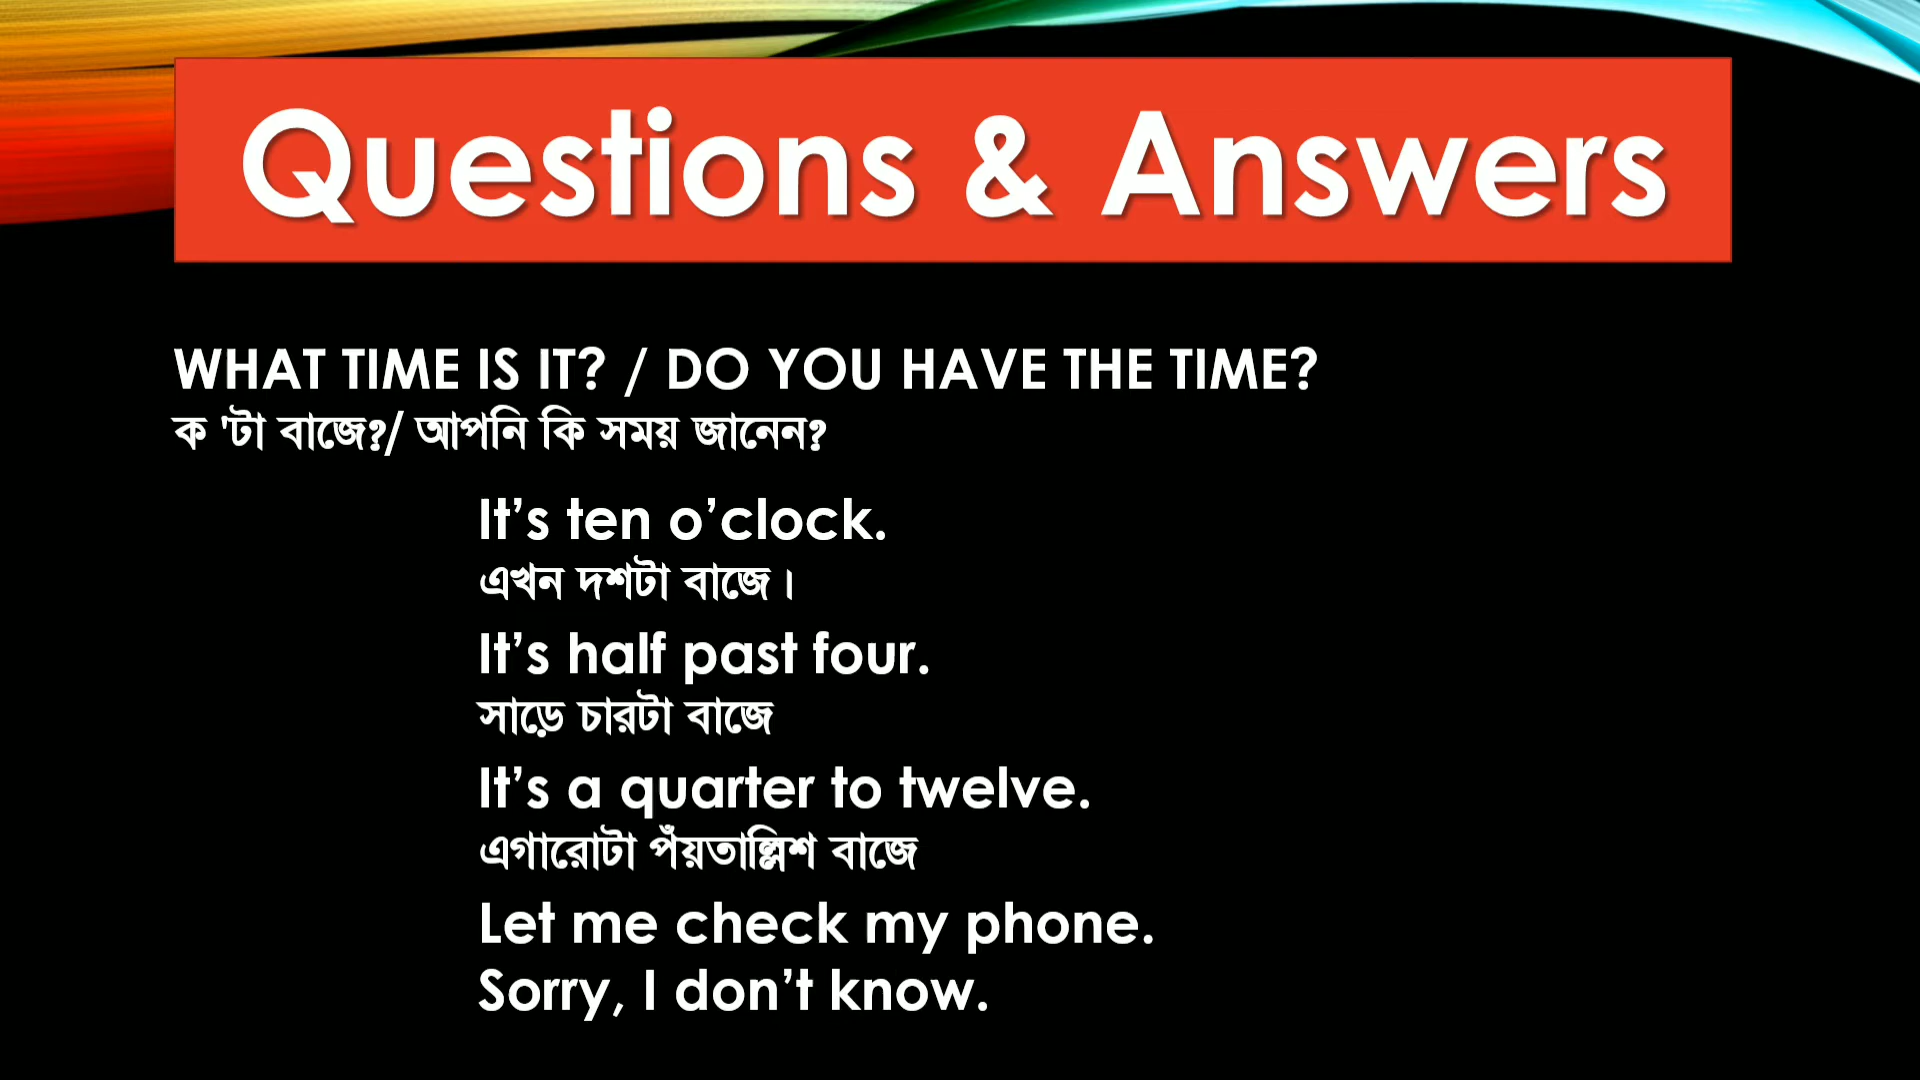 Questions & Answers
WHAT TIME IS IT? / DO YOU HAVE THE TIME?
ক 'টা বাজে?/ আপনি কি সময় জানেন?
It’s ten o’clock.
এখন দশটা বাজে।
It’s half past four.
সাড়ে চারটা বাজে
It’s a quarter to twelve.
এগারোটা পঁয়তাল্লিশ বাজে
Let me check my phone.
Sorry, I don’t know.